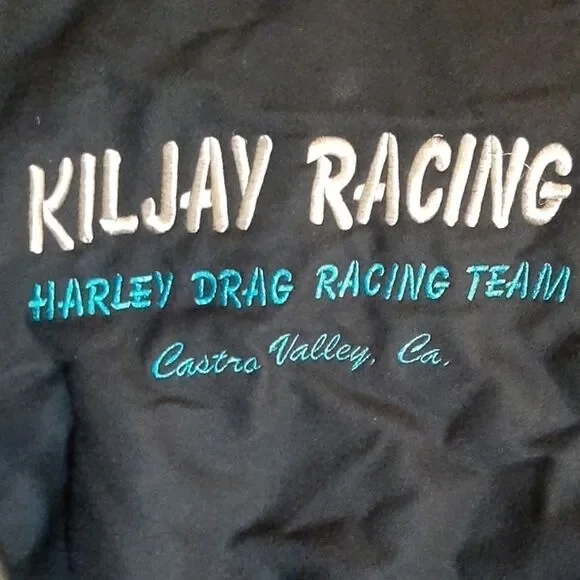 KILJAY RACING
HARLEY DRAG RACING TEAM
Castro Valley, Ca.